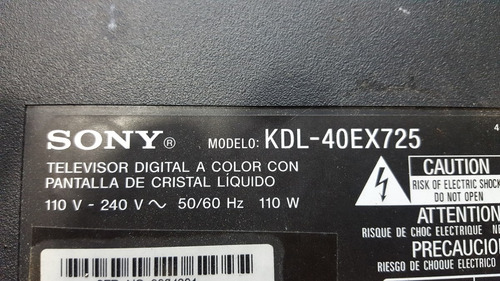 SONY® MODELO: KDL-40EX725
TELEVISOR DIGITAL A COLOR CON
PANTALLA DE CRISTAL LÍQUIDO
110 V - 240 V ~ 50/60 Hz 110 W
CAUTION
RISK OF ELECTRIC SHOCK
DO NOT OPEN
ATTENTION
RISQUE DE CHOC ELECTRIQUE
RIESGO DE CHOQUE ELECTRICO